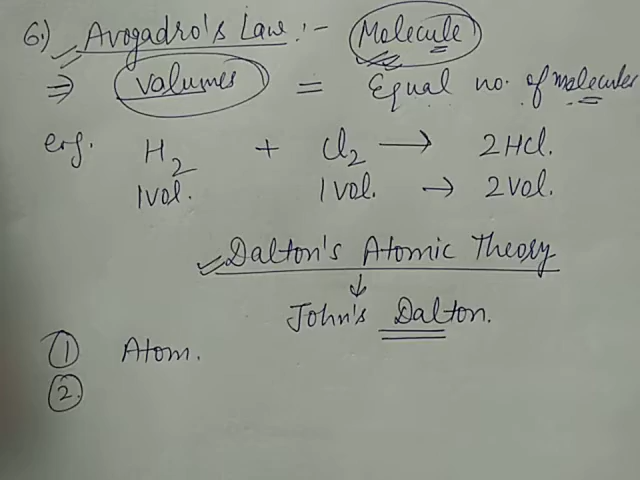 6.) Avogadro's Law :- Molecule
⇒ Volumes = Equal no. of molecules
erg. H₂ + Cl₂ ⟶ 2HCl.
1vol. 1vol. → 2vol.
Dalton's Atomic Theory
↓
John's Dalton.
① Atom.
②.